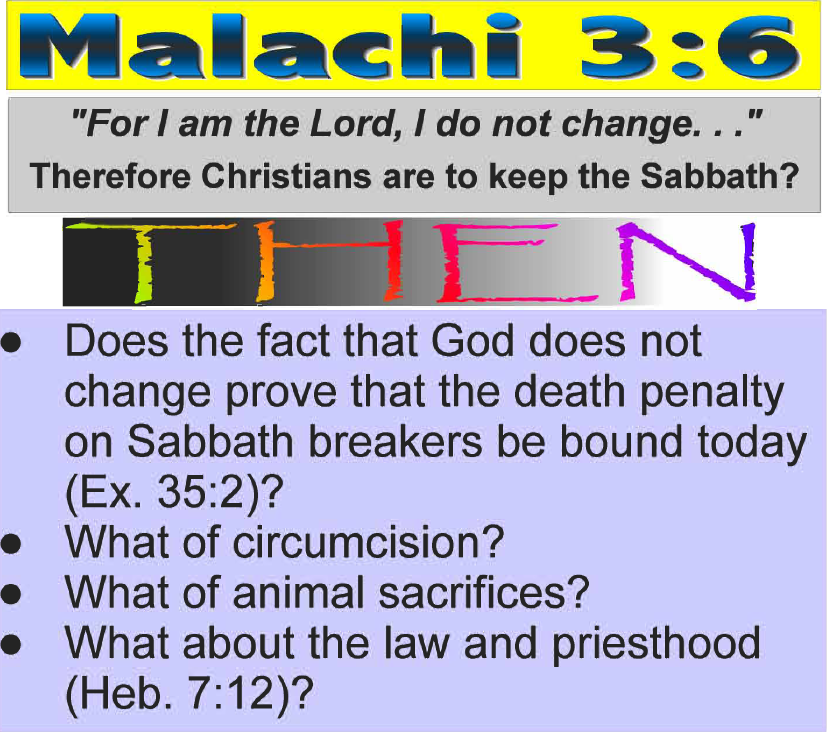 Malachi 3:6
"For I am the Lord, I do not change. . ."
Therefore Christians are to keep the Sabbath?
THEN
● Does the fact that God does not
change prove that the death penalty
on Sabbath breakers be bound today
(Ex. 35:2)?
● What of circumcision?
● What of animal sacrifices?
● What about the law and priesthood
(Heb. 7:12)?